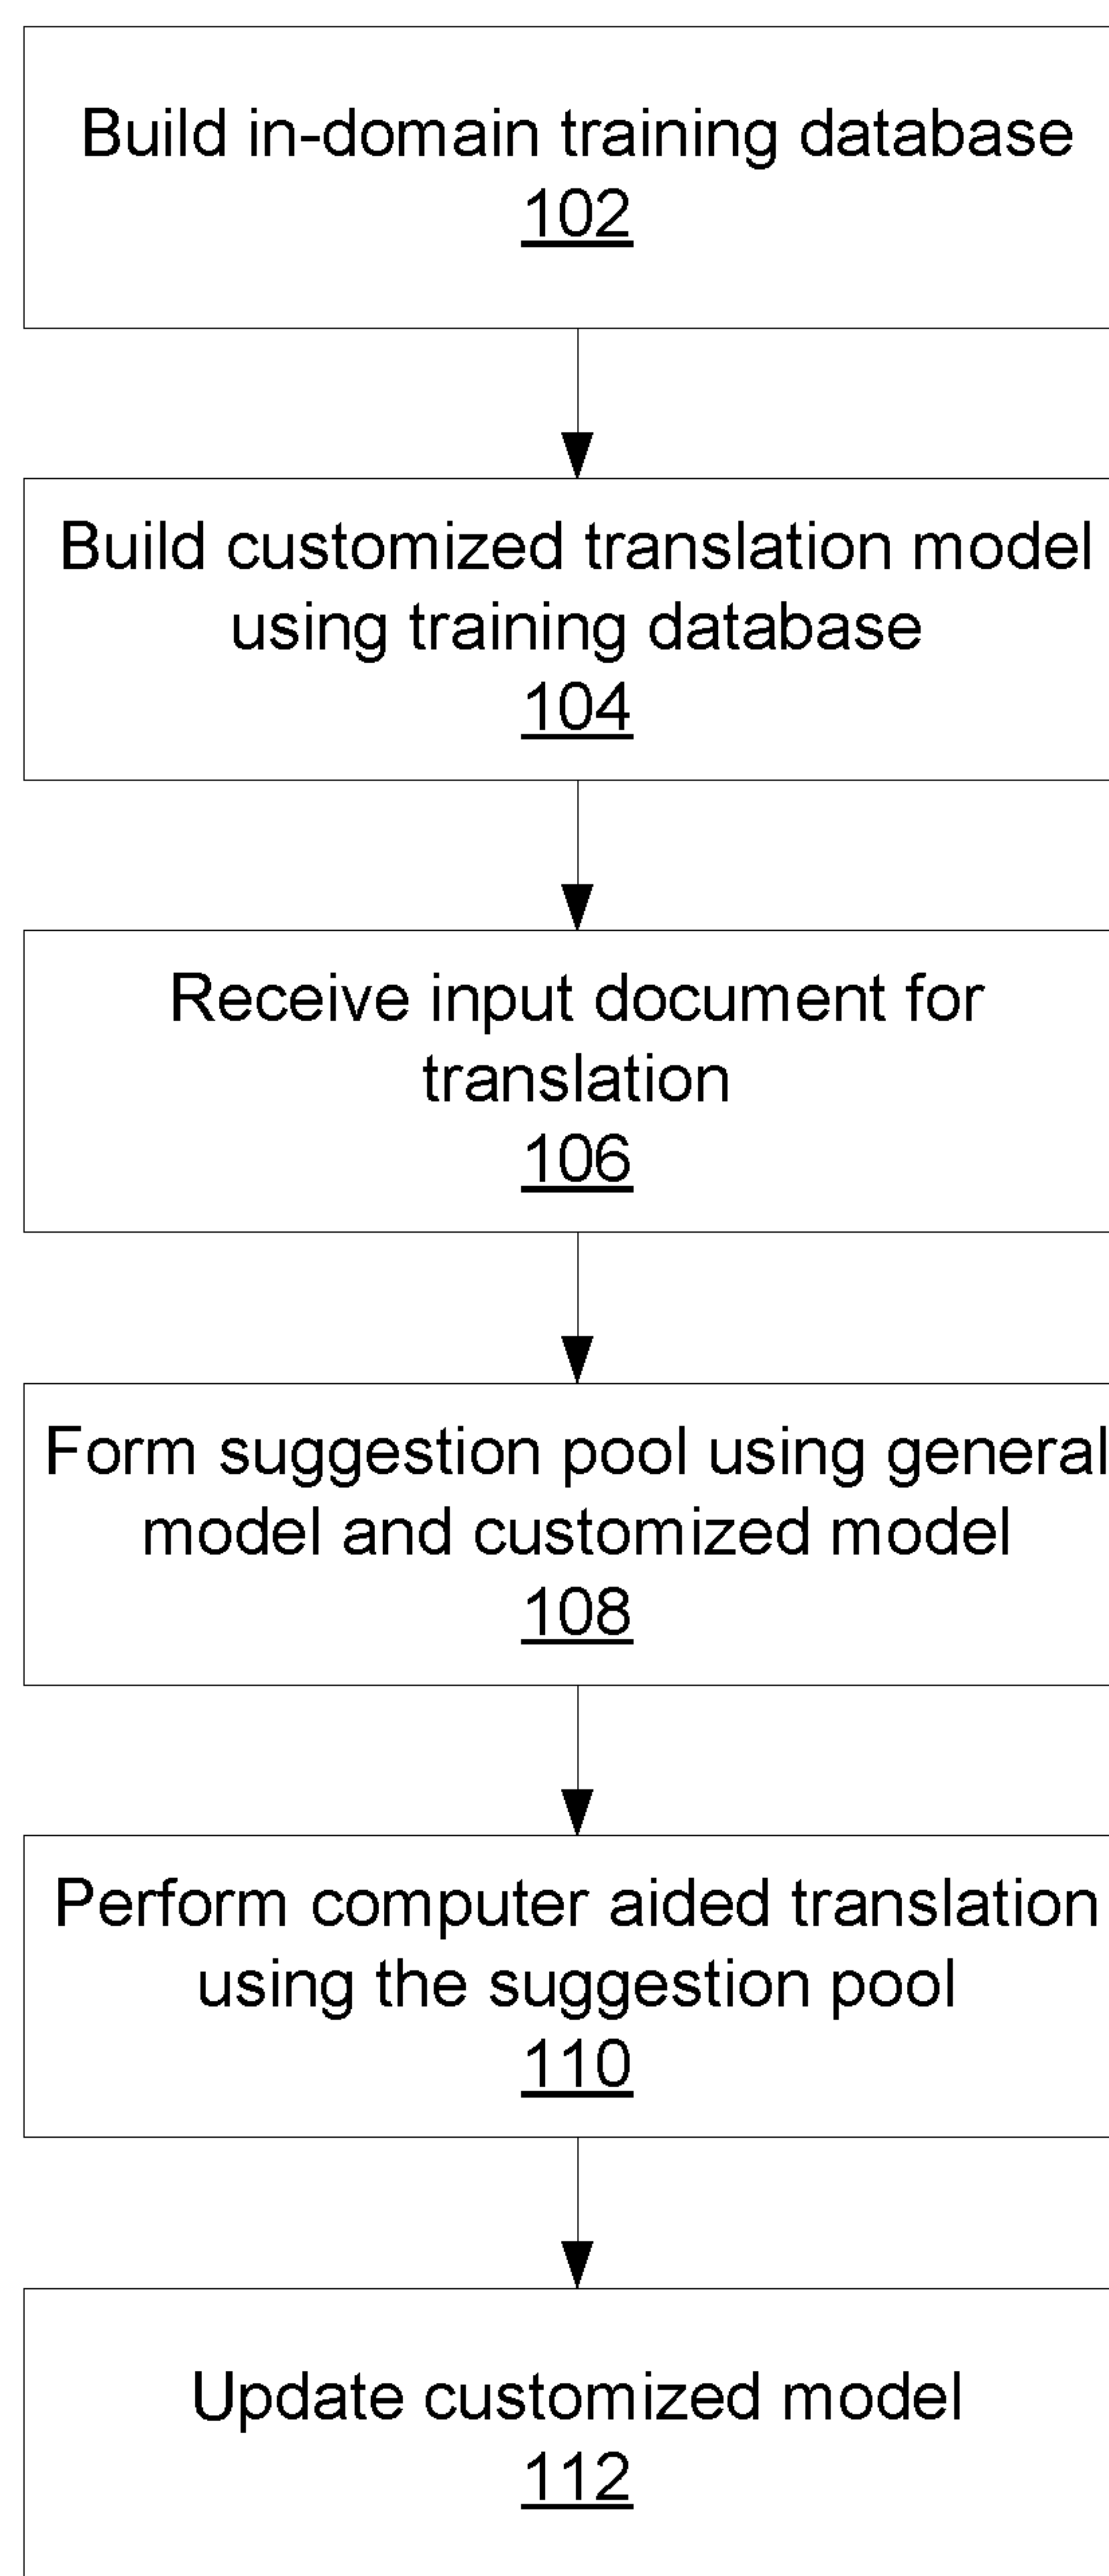 Build in-domain training database
102
Build customized translation model
using training database
104
Receive input document for
translation
106
Form suggestion pool using general
model and customized model
108
Perform computer aided translation
using the suggestion pool
110
Update customized model
112